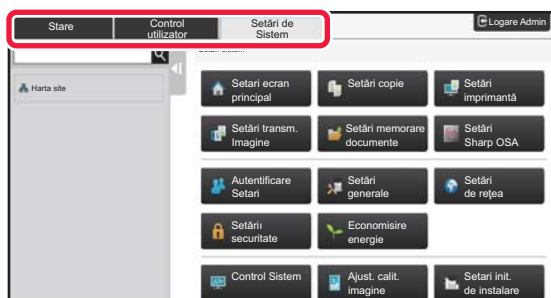 Stare
Control
utilizator
Setări de
Sistem
Logare Admin
Harta site
Setari ecran
principal
Setări copie
Setări
imprimantă
Setări transm.
Imagine
Setări memorare
documente
Setări
Sharp OSA
Autentificare
Setari
Setări
generale
Setări
de reţea
Setării
securitate
Economisire
energie
Control Sistem
Ajust. calit.
imagine
Setari init.
de instalare